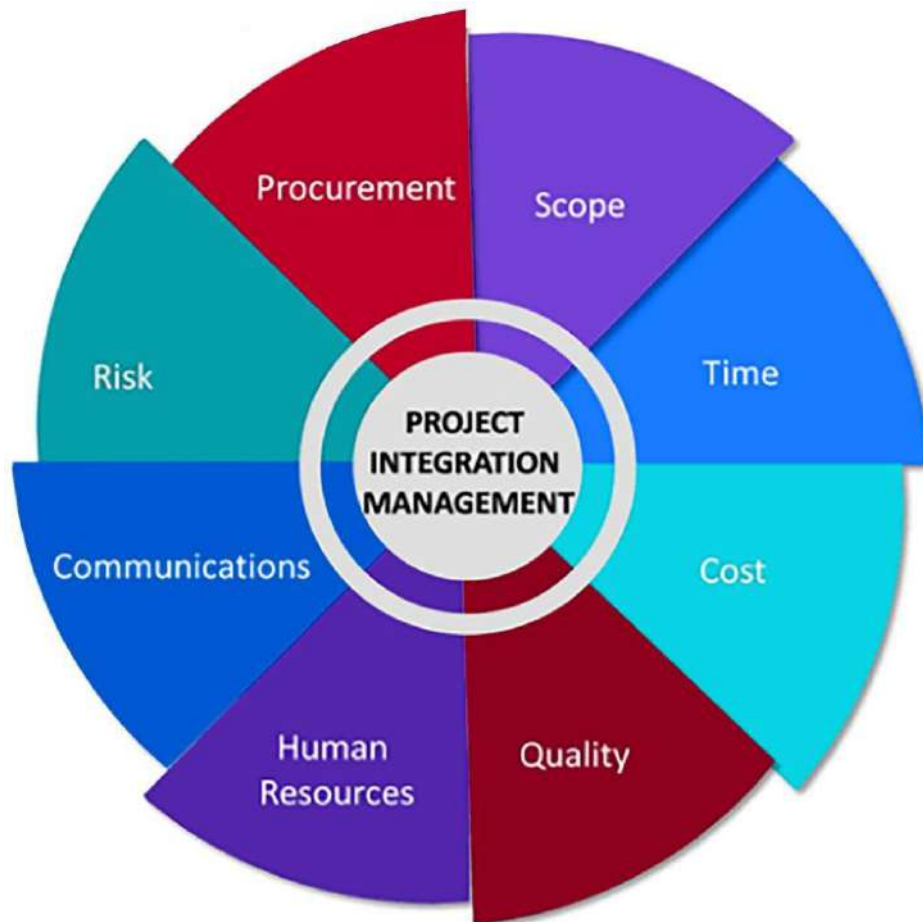 Procurement
Scope
Time
Cost
Quality
Human
Resources
Communications
Risk
PROJECT
INTEGRATION
MANAGEMENT